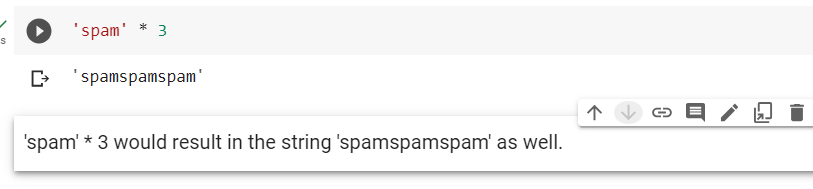 'spam' * 3
'spamspamspam'
'spam' * 3 would result in the string 'spamspamspam' as well.